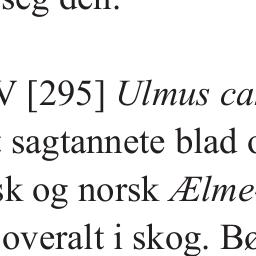 seg den.
V [295] Ulmus ca
sagtannete blad o
sk og norsk Ælme-
overalt i skog. Bø